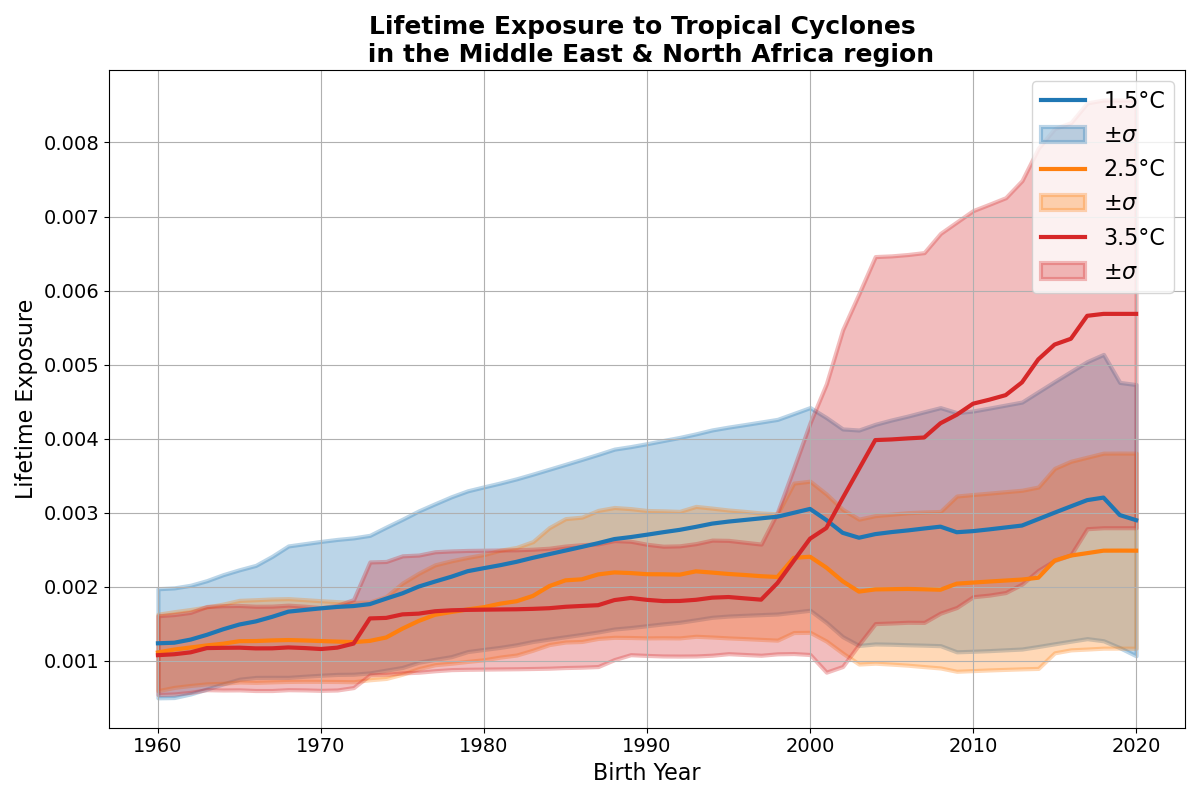 Lifetime Exposure to Tropical Cyclones
in the Middle East & North Africa region
Lifetime Exposure
0.008
0.007
0.006
0.005
0.004
0.003
0.002
0.001
1.5°C
±σ
2.5°C
±σ
3.5°C
±σ
1960 1970 1980 1990 2000 2010 2020
Birth Year